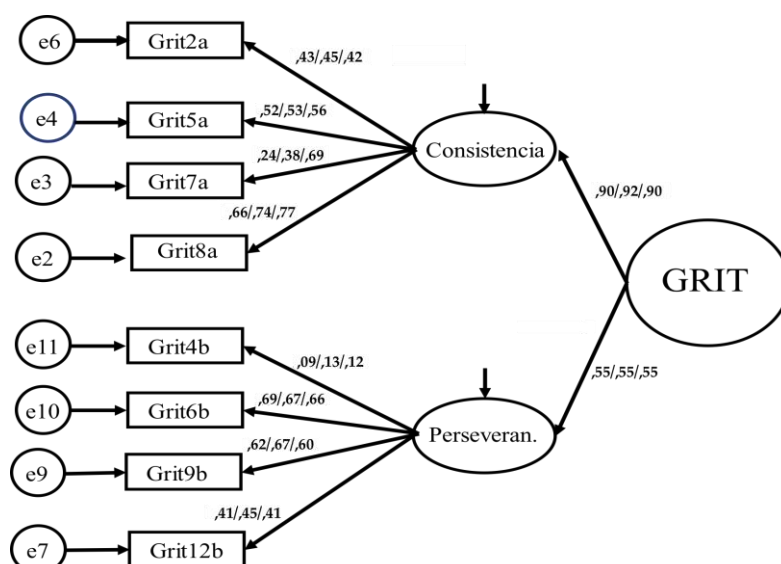 e6
Grit2a
,43/,45/,42
e4
Grit5a
,52/,53/,56
Consistencia
e3
Grit7a
,24/,38/,69
,90/,92/,90
,66/,74/,77
e2
Grit8a
GRIT
e11
Grit4b
,09/,13/,12
,55/,55/,55
e10
Grit6b
,69/,67/,66
Perseveran.
e9
Grit9b
,62/,67/,60
,41/,45/,41
e7
Grit12b